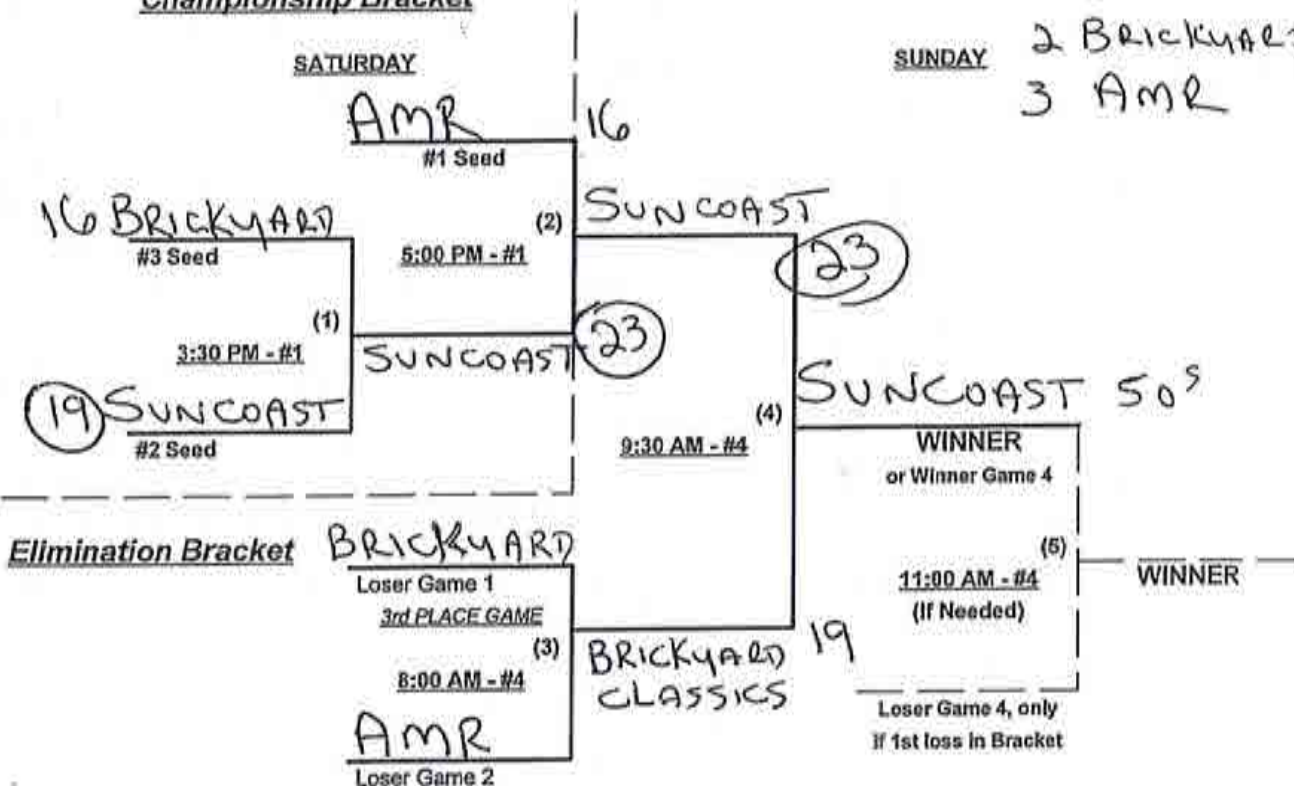 Championship Bracket
SATURDAY
SUNDAY
2 BRICKYARD
3 AMR
AMR 16
#1 Seed
16 BRICKYARD
#3 Seed
(2)
5:00 PM - #1
SUNCOAST
23
(1)
3:30 PM - #1
SUNCOAST 23
19 SUNCOAST
#2 Seed
(4)
9:30 AM - #4
SUNCOAST 50s
WINNER
or Winner Game 4
Elimination Bracket
BRICKYARD
Loser Game 1
3rd PLACE GAME
(3)
8:00 AM - #4
BRICKYARD
CLASSICS
19
AMR
Loser Game 2
(5)
11:00 AM - #4
(If Needed)
WINNER
Loser Game 4, only
if 1st loss in Bracket